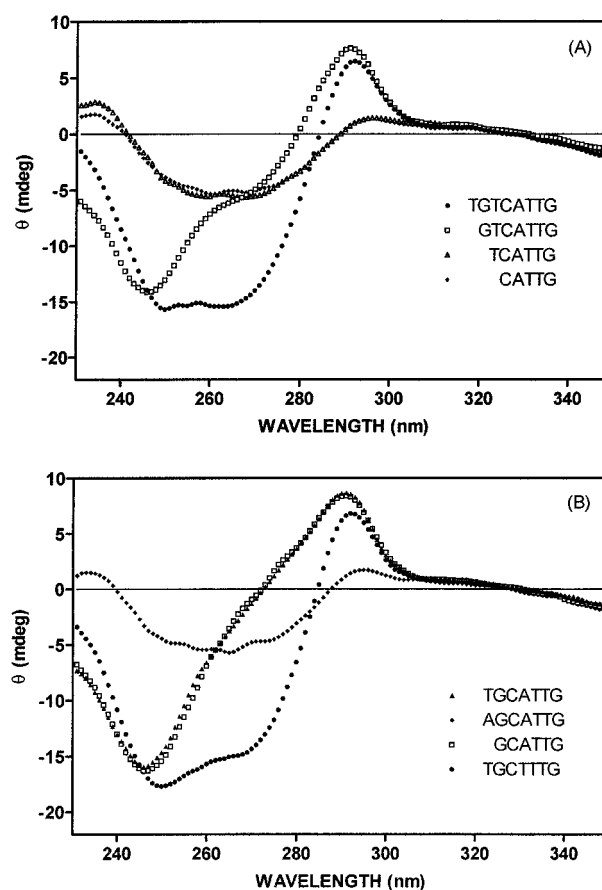 (A)
10
5
0
-5
-10
-15
-20
θ (mdeg)
• TGTCATTG
□ GTCATTG
▵ TCATTG
⬩ CATTG
240 260 280 300 320 340
WAVELENGTH (nm)
(B)
10
5
0
-5
-10
-15
-20
θ (mdeg)
▴ TGCATTG
⬩ AGCATTG
□ GCATTG
• TGCTTTG
240 260 280 300 320 340
WAVELENGTH (nm)